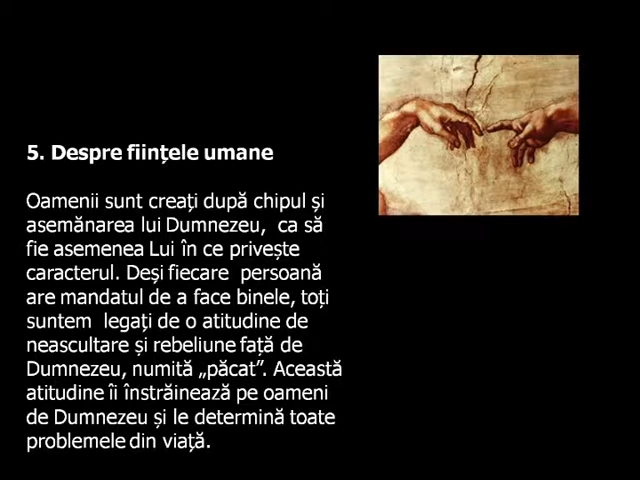 5. Despre ființele umane
Oamenii sunt creați după chipul și
asemănarea lui Dumnezeu, ca să
fie asemenea Lui în ce privește
caracterul. Deși fiecare persoană
are mandatul de a face binele, toți
suntem legați de o atitudine de
neascultare și rebeliune față de
Dumnezeu, numită „păcat”. Această
atitudine îi înstrăinează pe oameni
de Dumnezeu și le determină toate
problemele din viață.